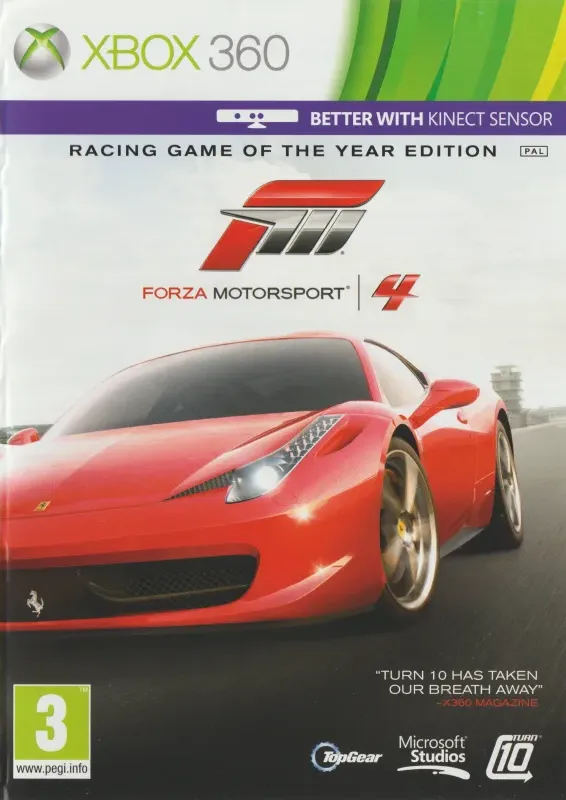 XBOX 360
BETTER WITH KINECT SENSOR
RACING GAME OF THE YEAR EDITION
PAL
FORZA MOTORSPORT® 4
"TURN 10 HAS TAKEN
OUR BREATH AWAY"
–X360 MAGAZINE
3
www.pegi.info
TopGear
Microsoft®
Studios
TURN
10